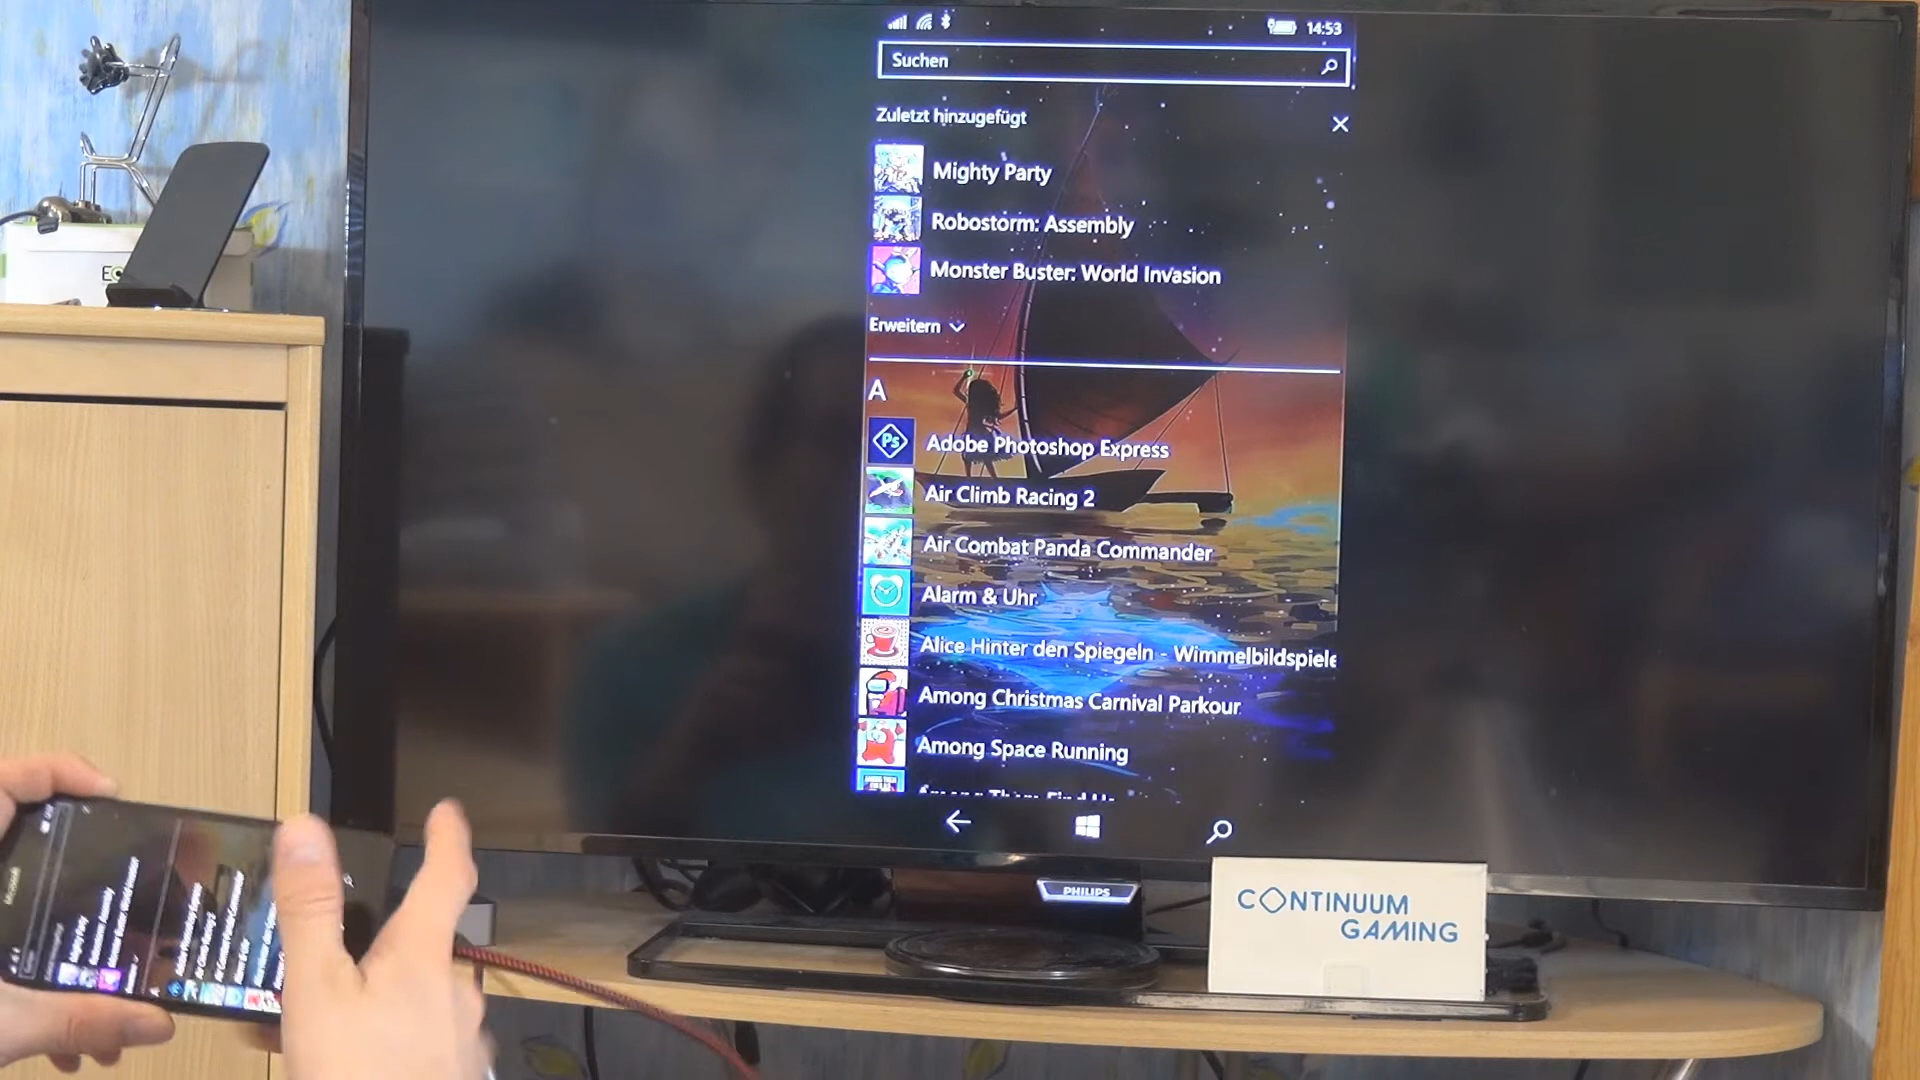 14:53
Suchen
Zuletzt hinzugefügt
Mighty Party
Robostorm: Assembly
Monster Buster: World Invasion
Erweitern
A
Ps
Adobe Photoshop Express
Air Climb Racing 2
Air Combat Panda Commander
Alarm & Uhr
Alice Hinter den Spiegeln - Wimmelbildspiele
Among Christmas Carnival Parkour
Among Space Running
PHILIPS
CONTINUUM
GAMING